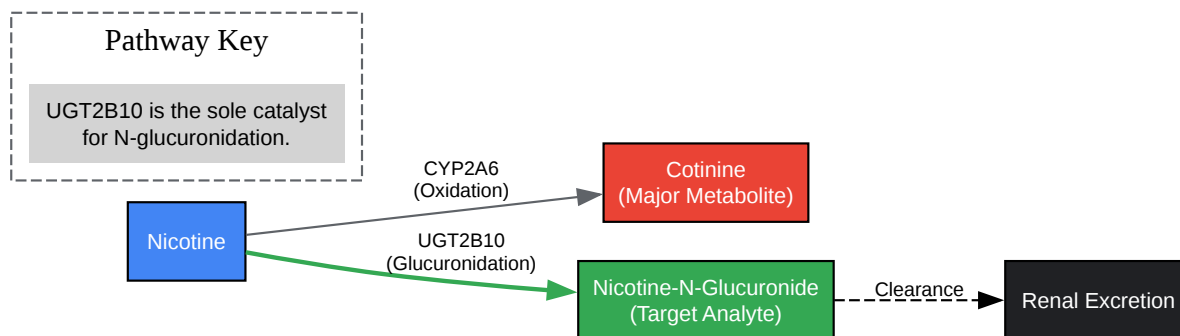 Pathway Key
UGT2B10 is the sole catalyst
for N-glucuronidation.
CYP2A6
(Oxidation)
Cotinine
(Major Metabolite)
Nicotine
UGT2B10
(Glucuronidation)
Nicotine-N-Glucuronide
(Target Analyte)
Clearance
Renal Excretion